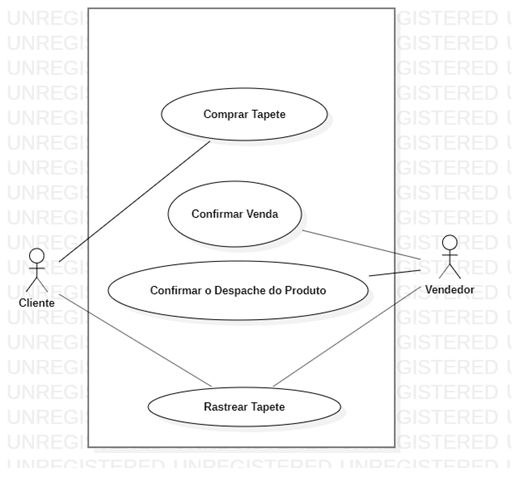 Comprar Tapete
Confirmar Venda
Confirmar o Despache do Produto
Cliente
Vendedor
Rastrear Tapete
UNREGISTERED UNREGISTERED UNREGISTERED